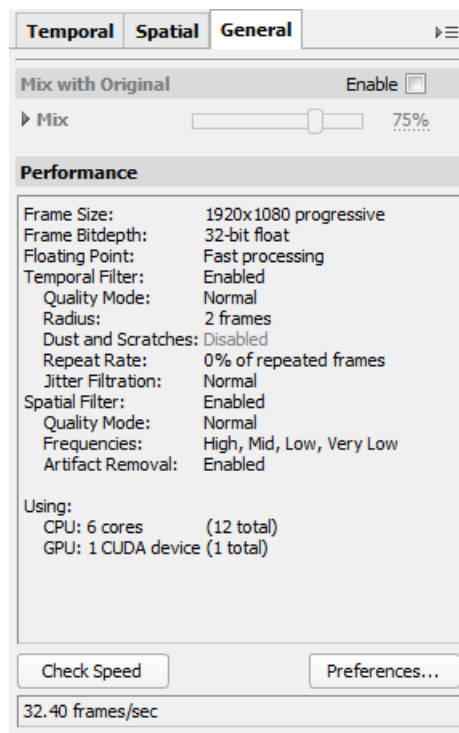 Temporal Spatial General
Mix with Original Enable
Mix 75%
Performance
Frame Size: 1920x1080 progressive
Frame Bitdepth: 32-bit float
Floating Point: Fast processing
Temporal Filter: Enabled
Quality Mode: Normal
Radius: 2 frames
Dust and Scratches: Disabled
Repeat Rate: 0% of repeated frames
Jitter Filtration: Normal
Spatial Filter: Enabled
Quality Mode: Normal
Frequencies: High, Mid, Low, Very Low
Artifact Removal: Enabled
Using:
CPU: 6 cores (12 total)
GPU: 1 CUDA device (1 total)
Check Speed Preferences...
32.40 frames/sec